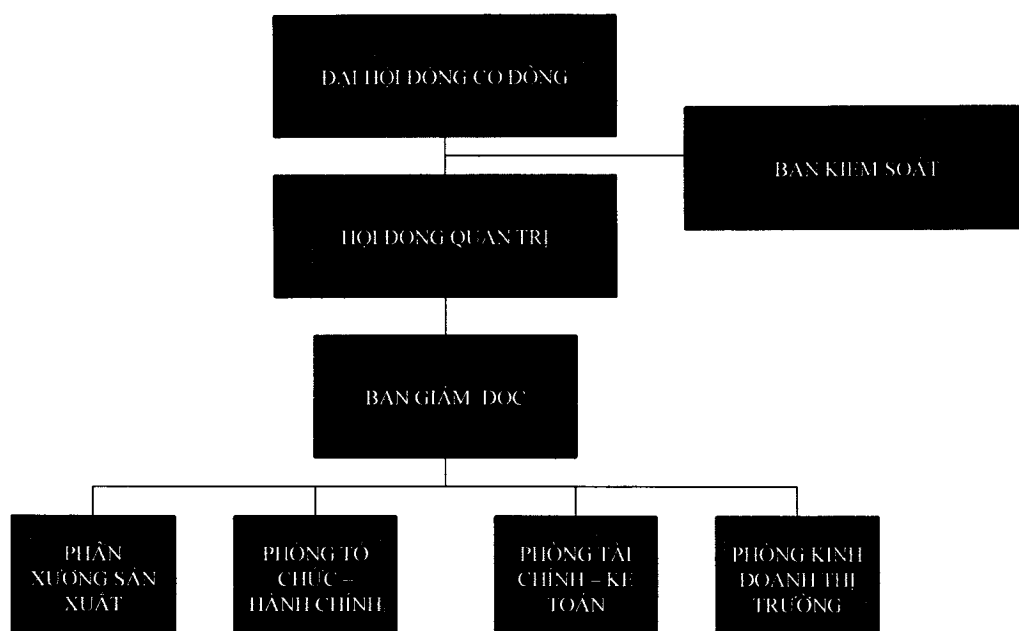 ĐẠI HỘI ĐỒNG CỔ ĐÔNG
BAN KIỂM SOÁT
HỘI ĐỒNG QUẢN TRỊ
BAN GIÁM ĐỐC
PHÂN
XƯỞNG SẢN
XUẤT
PHÒNG TỔ
CHỨC –
HÀNH CHÍNH
PHÒNG TÀI
CHÍNH – KẾ
TOÁN
PHÒNG KINH
DOANH THỊ
TRƯỜNG